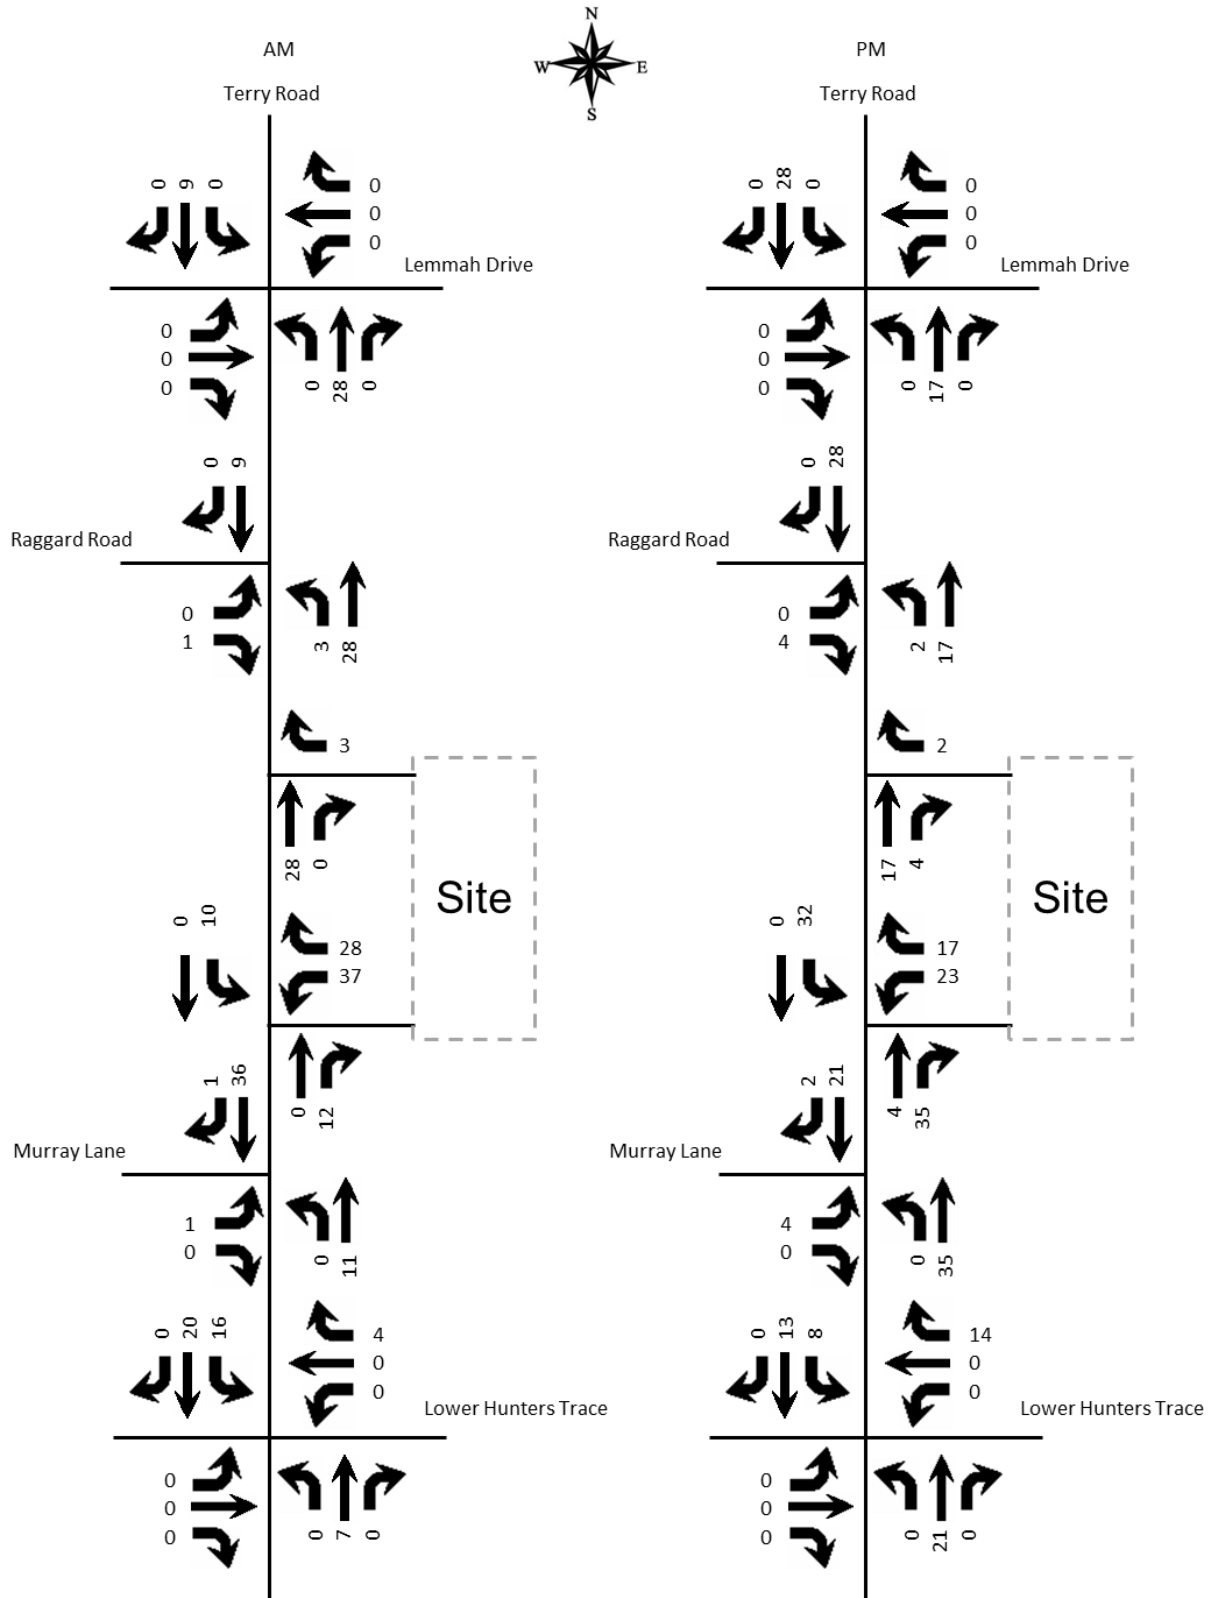 N
AM PM
W E
Terry Road Terry Road
S
0 9 0 0 0 28 0 0
0 0
0 0
Lemmah Drive Lemmah Drive
0 0
0 0
0 0 28 0 0 0 17 0
0 9 0 28
Raggard Road Raggard Road
0 0
1 3 28 4 2 17
3 2
28 0 17 4
Site Site
0 10 0 32
28 17
37 23
0 12 4 35
1 36 2 21
Murray Lane Murray Lane
1 4
0 0 11 0 0 35
0 20 16 4 0 13 8 14
0 0
0 0
Lower Hunters Trace Lower Hunters Trace
0 0
0 0
0 0 7 0 0 0 21 0